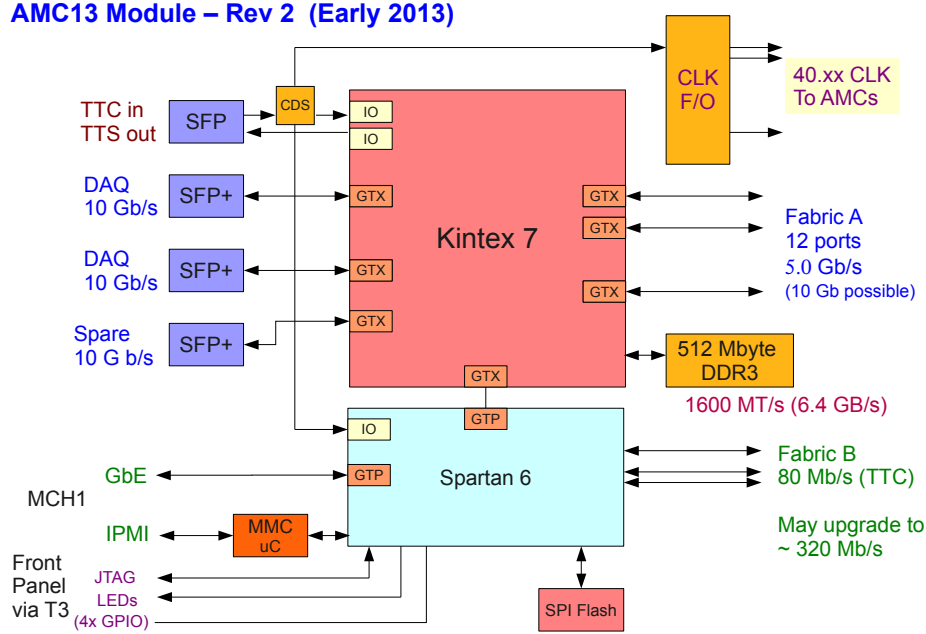 AMC13 Module – Rev 2 (Early 2013)
CLK
F/O
40.xx CLK
To AMCs
TTC in
TTS out
SFP
CDS
IO
IO
DAQ
10 Gb/s
SFP+
GTX
DAQ
10 Gb/s
SFP+
GTX
Spare
10 G b/s
SFP+
GTX
Kintex 7
GTX
GTX
GTX
Fabric A
12 ports
5.0 Gb/s
(10 Gb possible)
512 Mbyte
DDR3
1600 MT/s (6.4 GB/s)
GTX
GTP
IO
GbE
GTP
Spartan 6
Fabric B
80 Mb/s (TTC)
May upgrade to
~ 320 Mb/s
MCH1
IPMI
MMC
uC
Front
Panel
via T3
JTAG
LEDs
(4x GPIO)
SPI Flash